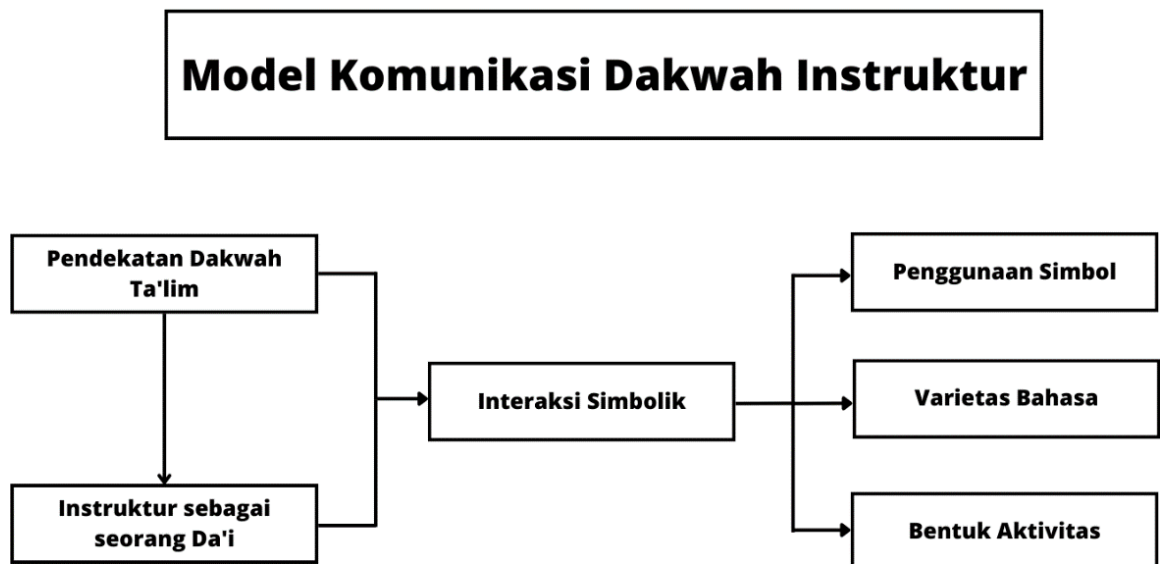 Model Komunikasi Dakwah Instruktur
Pendekatan Dakwah
Ta'lim
Instruktur sebagai
seorang Da'i
Interaksi Simbolik
Penggunaan Simbol
Varietas Bahasa
Bentuk Aktivitas